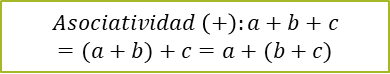 Asociatividad (+): a + b + c
= (a + b) + c = a + (b + c)